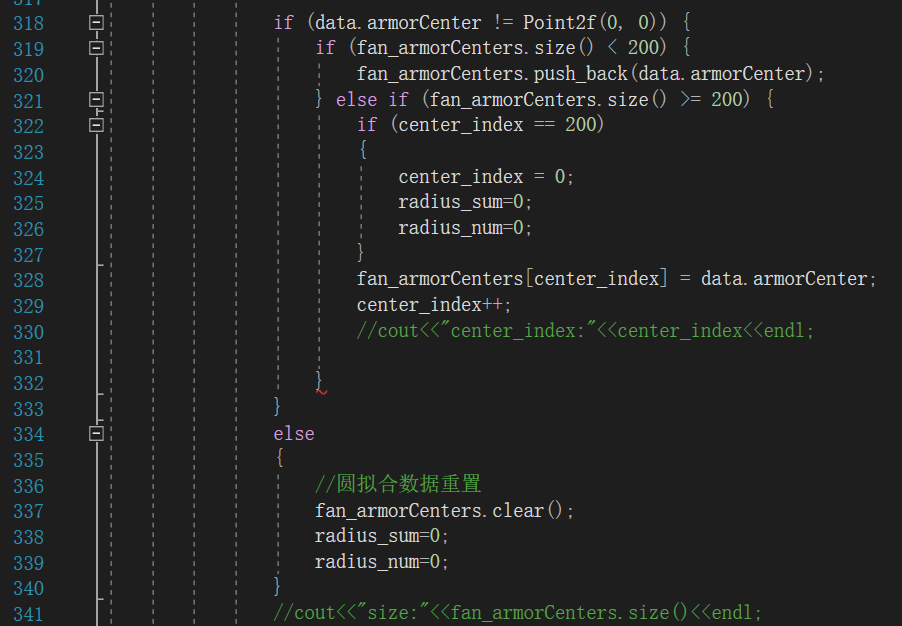 317
318 if (data.armorCenter != Point2f(0, 0)) {
319 if (fan_armorCenters.size() < 200) {
320 fan_armorCenters.push_back(data.armorCenter);
321 } else if (fan_armorCenters.size() >= 200) {
322 if (center_index == 200)
323 {
324 center_index = 0;
325 radius_sum=0;
326 radius_num=0;
327 }
328 fan_armorCenters[center_index] = data.armorCenter;
329 center_index++;
330 //cout<<"center_index:"<<center_index<<endl;
331
332 }
333 }
334 else
335 {
336 //圆拟合数据重置
337 fan_armorCenters.clear();
338 radius_sum=0;
339 radius_num=0;
340 }
341 //cout<<"size:"<<fan_armorCenters.size()<<endl;